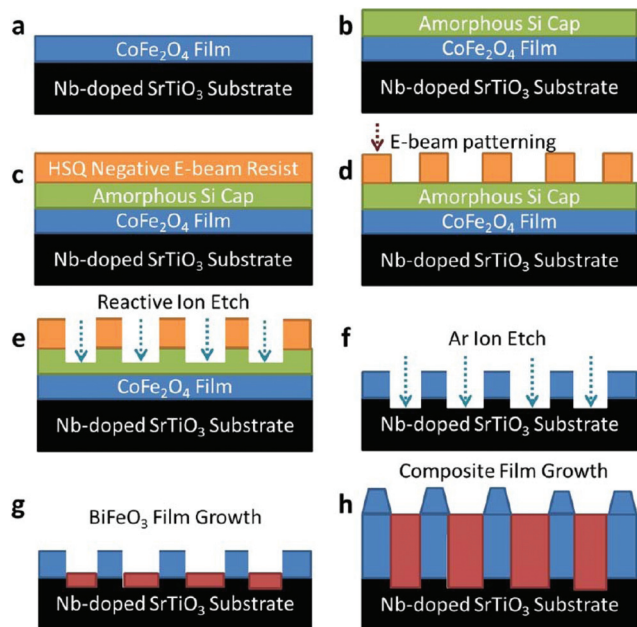 a
CoFe₂O₄ Film
Nb-doped SrTiO₃ Substrate
b
Amorphous Si Cap
CoFe₂O₄ Film
Nb-doped SrTiO₃ Substrate
c
HSQ Negative E-beam Resist
Amorphous Si Cap
CoFe₂O₄ Film
Nb-doped SrTiO₃ Substrate
E-beam patterning
d
Amorphous Si Cap
CoFe₂O₄ Film
Nb-doped SrTiO₃ Substrate
Reactive Ion Etch
e
CoFe₂O₄ Film
Nb-doped SrTiO₃ Substrate
f
Ar Ion Etch
Nb-doped SrTiO₃ Substrate
g
BiFeO₃ Film Growth
Nb-doped SrTiO₃ Substrate
Composite Film Growth
h
Nb-doped SrTiO₃ Substrate